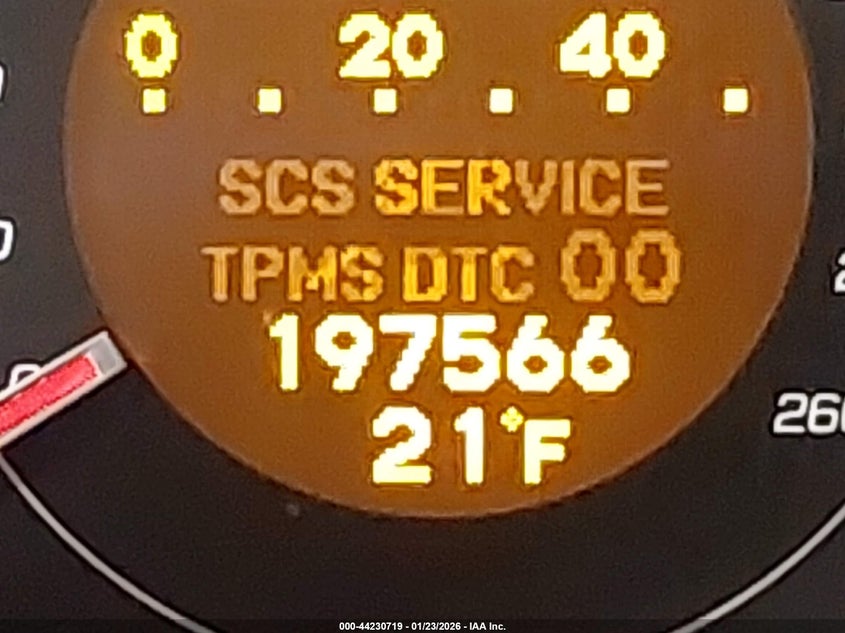 0 20 40
SCS SERVICE
TPMS DTC 00
197566
21°F
260
000-44230719 - 01/23/2026 - IAA Inc.